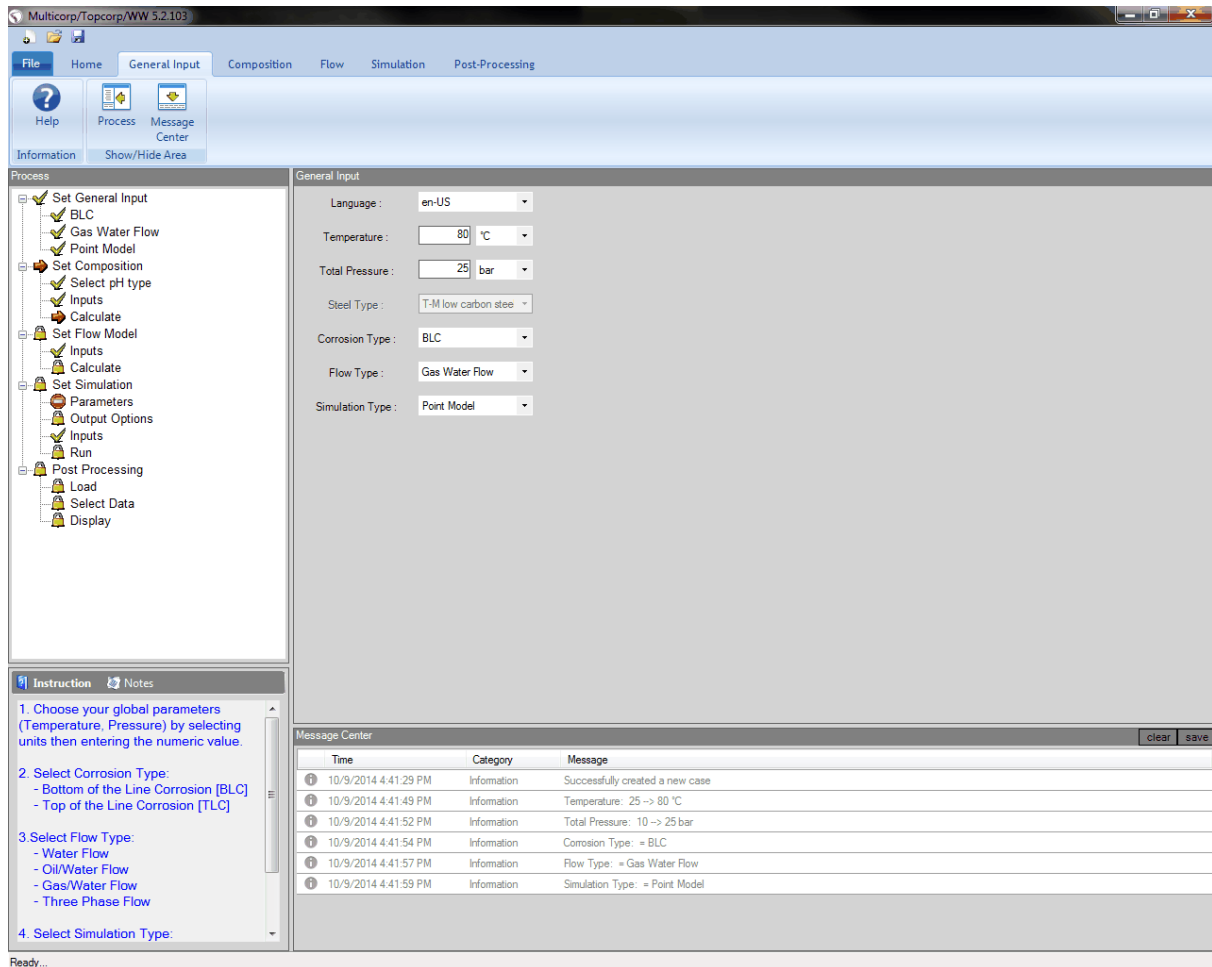 Multicorp/Topcorp/WW 5.2.103
File Home General Input Composition Flow Simulation Post-Processing
Help Process Message Center
Information Show/Hide Area
Process
Set General Input
BLC
Gas Water Flow
Point Model
Set Composition
Select pH type
Inputs
Calculate
Set Flow Model
Inputs
Calculate
Set Simulation
Parameters
Output Options
Inputs
Run
Post Processing
Load
Select Data
Display
General Input
Language : en-US
Temperature : 80 °C
Total Pressure : 25 bar
Steel Type : T-M low carbon stee
Corrosion Type : BLC
Flow Type : Gas Water Flow
Simulation Type : Point Model
Instruction Notes
1. Choose your global parameters
(Temperature, Pressure) by selecting
units then entering the numeric value.
2. Select Corrosion Type:
- Bottom of the Line Corrosion [BLC]
- Top of the Line Corrosion [TLC]
3.Select Flow Type:
- Water Flow
- Oil/Water Flow
- Gas/Water Flow
- Three Phase Flow
4. Select Simulation Type:
Message Center clear save
Time Category Message
10/9/2014 4:41:29 PM Information Successfully created a new case
10/9/2014 4:41:49 PM Information Temperature: 25 --> 80 °C
10/9/2014 4:41:52 PM Information Total Pressure: 10 --> 25 bar
10/9/2014 4:41:54 PM Information Corrosion Type: = BLC
10/9/2014 4:41:57 PM Information Flow Type: = Gas Water Flow
10/9/2014 4:41:59 PM Information Simulation Type: = Point Model
Ready...